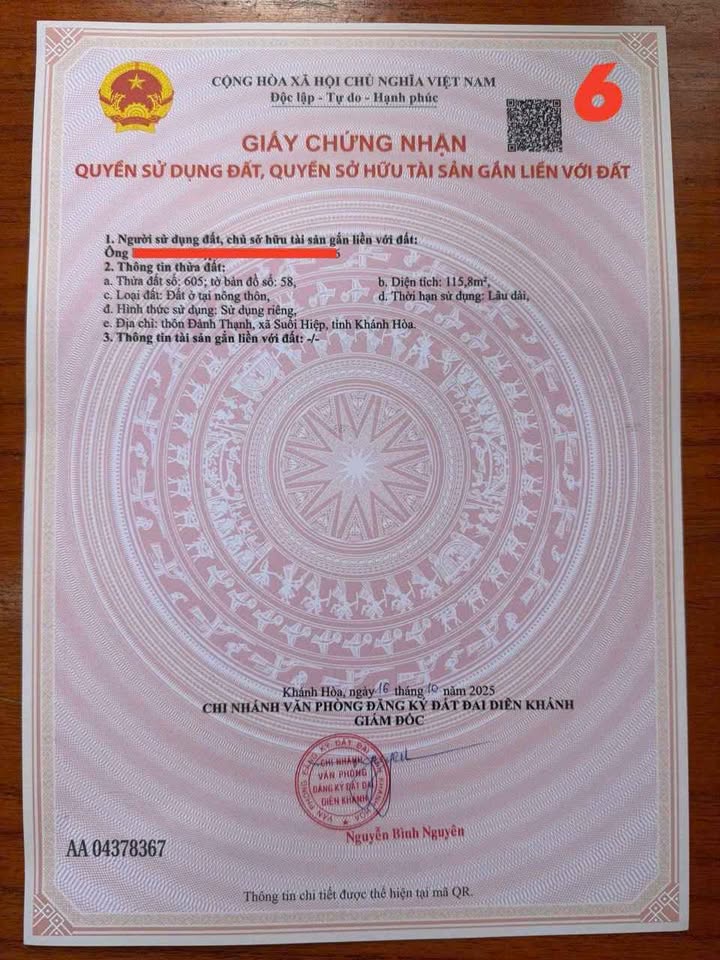 CỘNG HÒA XÃ HỘI CHỦ NGHĨA VIỆT NAM
Độc lập - Tự do - Hạnh phúc
6
GIẤY CHỨNG NHẬN
QUYỀN SỬ DỤNG ĐẤT, QUYỀN SỞ HỮU TÀI SẢN GẮN LIỀN VỚI ĐẤT
1. Người sử dụng đất, chủ sở hữu tài sản gắn liền với đất:
Ông
2. Thông tin thửa đất:
a. Thửa đất số: 605; tờ bản đồ số: 58, b. Diện tích: 115,8m²,
c. Loại đất: Đất ở tại nông thôn, d. Thời hạn sử dụng: Lâu dài,
đ. Hình thức sử dụng: Sử dụng riêng,
e. Địa chỉ: thôn Đảnh Thạnh, xã Suối Hiệp, tỉnh Khánh Hòa.
3. Thông tin tài sản gắn liền với đất: -/-
Khánh Hòa, ngày 16 tháng 10 năm 2025
CHI NHÁNH VĂN PHÒNG ĐĂNG KÝ ĐẤT ĐAI DIÊN KHÁNH
GIÁM ĐỐC
CHI NHÁNH
VĂN PHÒNG
ĐĂNG KÝ ĐẤT ĐAI
DIÊN KHÁNH
Nguyễn Bình Nguyên
AA 04378367
Thông tin chi tiết được thể hiện tại mã QR.